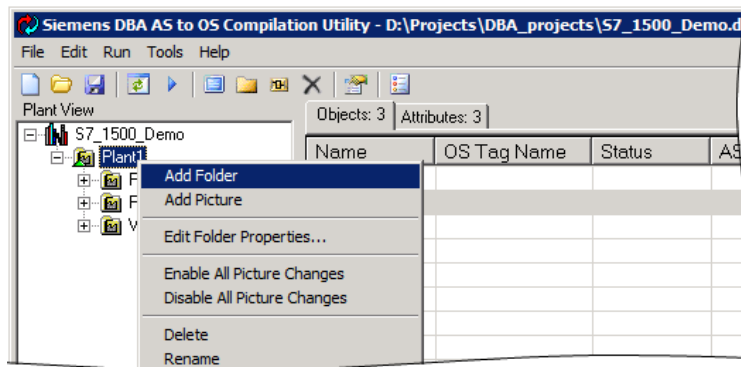 Siemens DBA AS to OS Compilation Utility - D:\Projects\DBA_projects\S7_1500_Demo.d
File Edit Run Tools Help
Plant View
Objects: 3 Attributes: 3
S7_1500_Demo
Name OS Tag Name Status AS
Plant1
Add Folder
F
Add Picture
F
V
Edit Folder Properties...
Enable All Picture Changes
Disable All Picture Changes
Delete
Rename